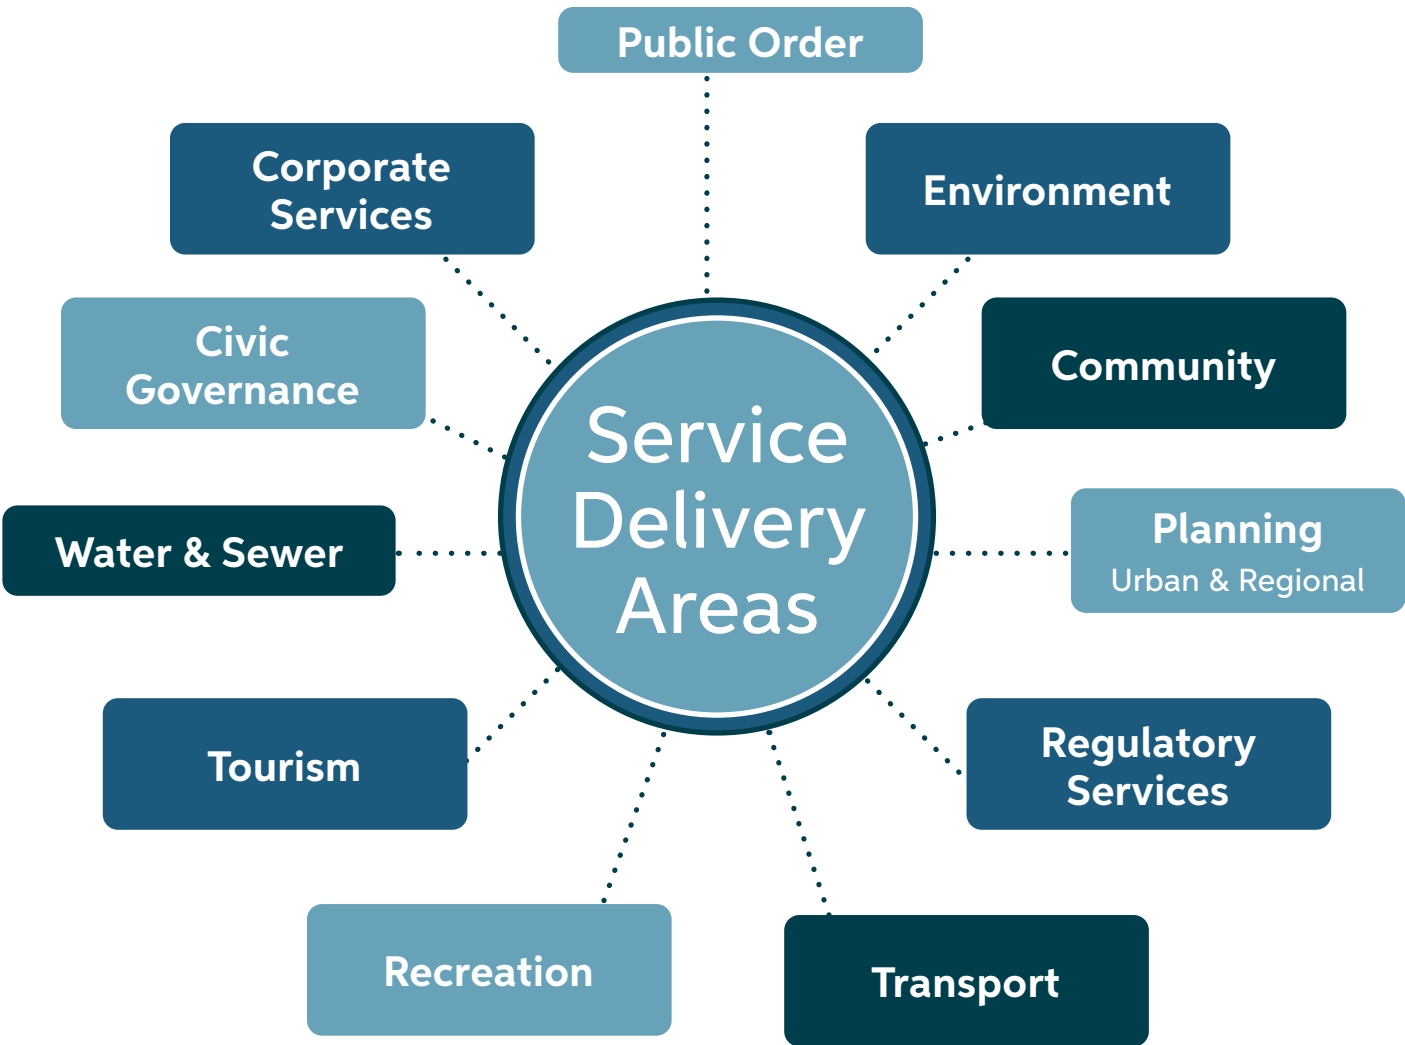 Public Order
Corporate
Services
Environment
Civic
Governance
Community
Service
Delivery
Areas
Water & Sewer
Planning
Urban & Regional
Tourism
Regulatory
Services
Recreation
Transport